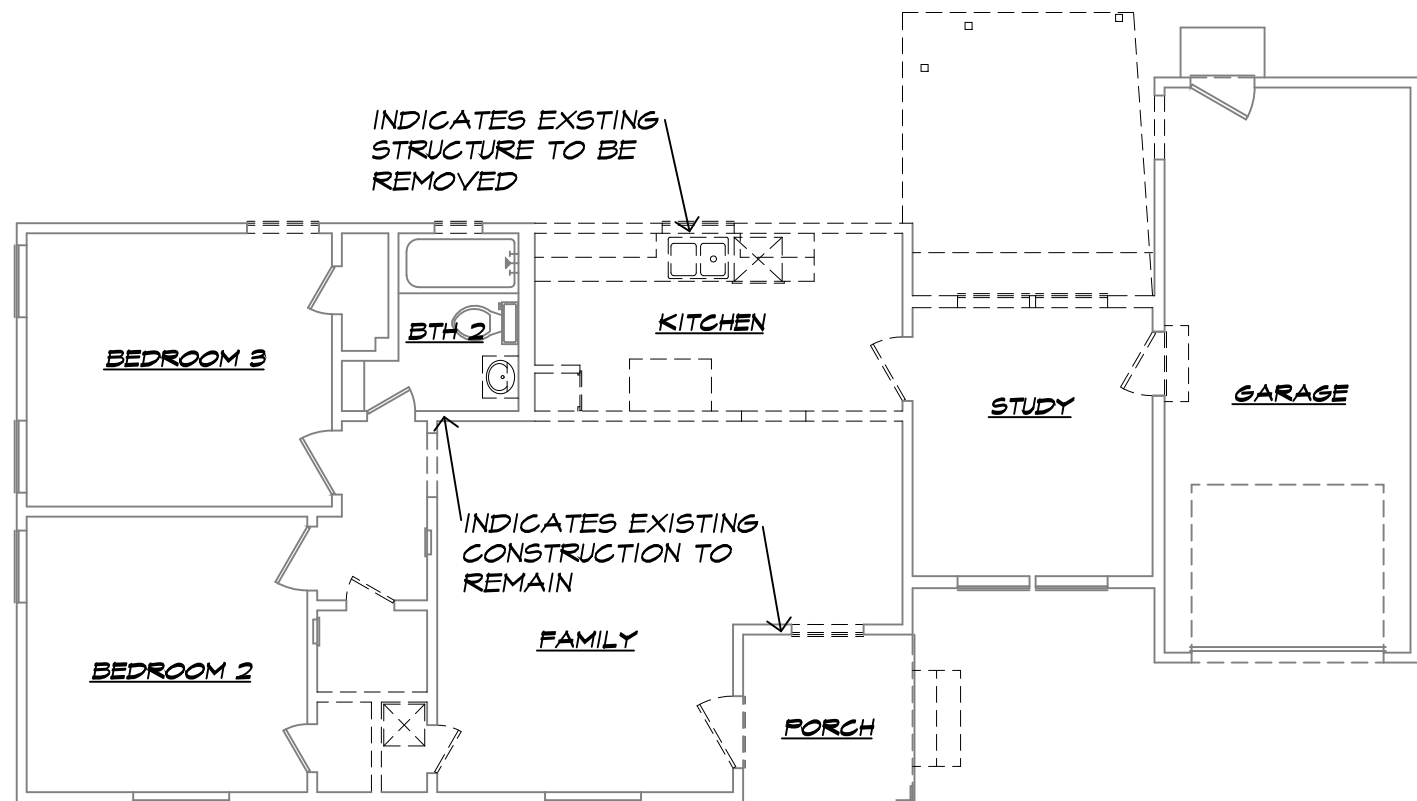 INDICATES EXSTING
STRUCTURE TO BE
REMOVED
KITCHEN
BTH 2
BEDROOM 3
GARAGE
STUDY
INDICATES EXISTING
CONSTRUCTION TO
REMAIN
FAMILY
BEDROOM 2
PORCH